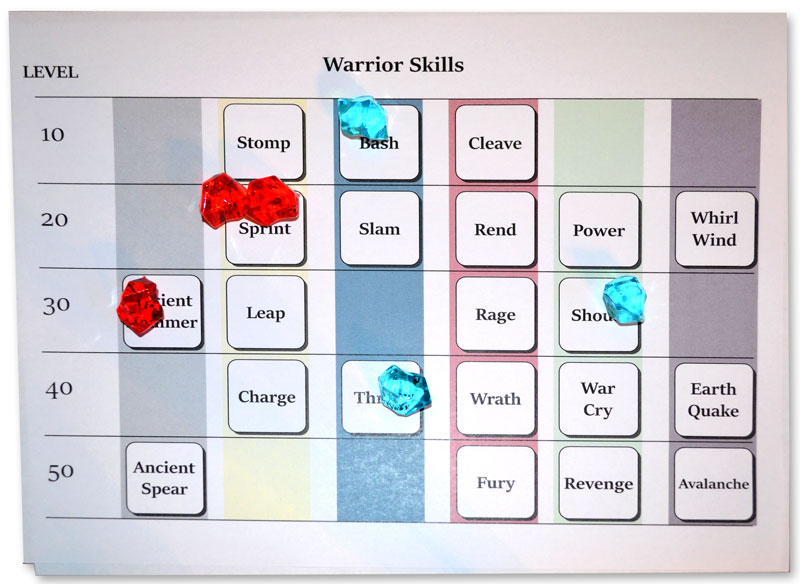 Warrior Skills
LEVEL
10
Stomp
Bash
Cleave
20
Sprint
Slam
Rend
Power
Whirl
Wind
30
Leap
Rage
40
Charge
Wrath
War
Cry
Earth
Quake
50
Ancient
Spear
Fury
Revenge
Avalanche